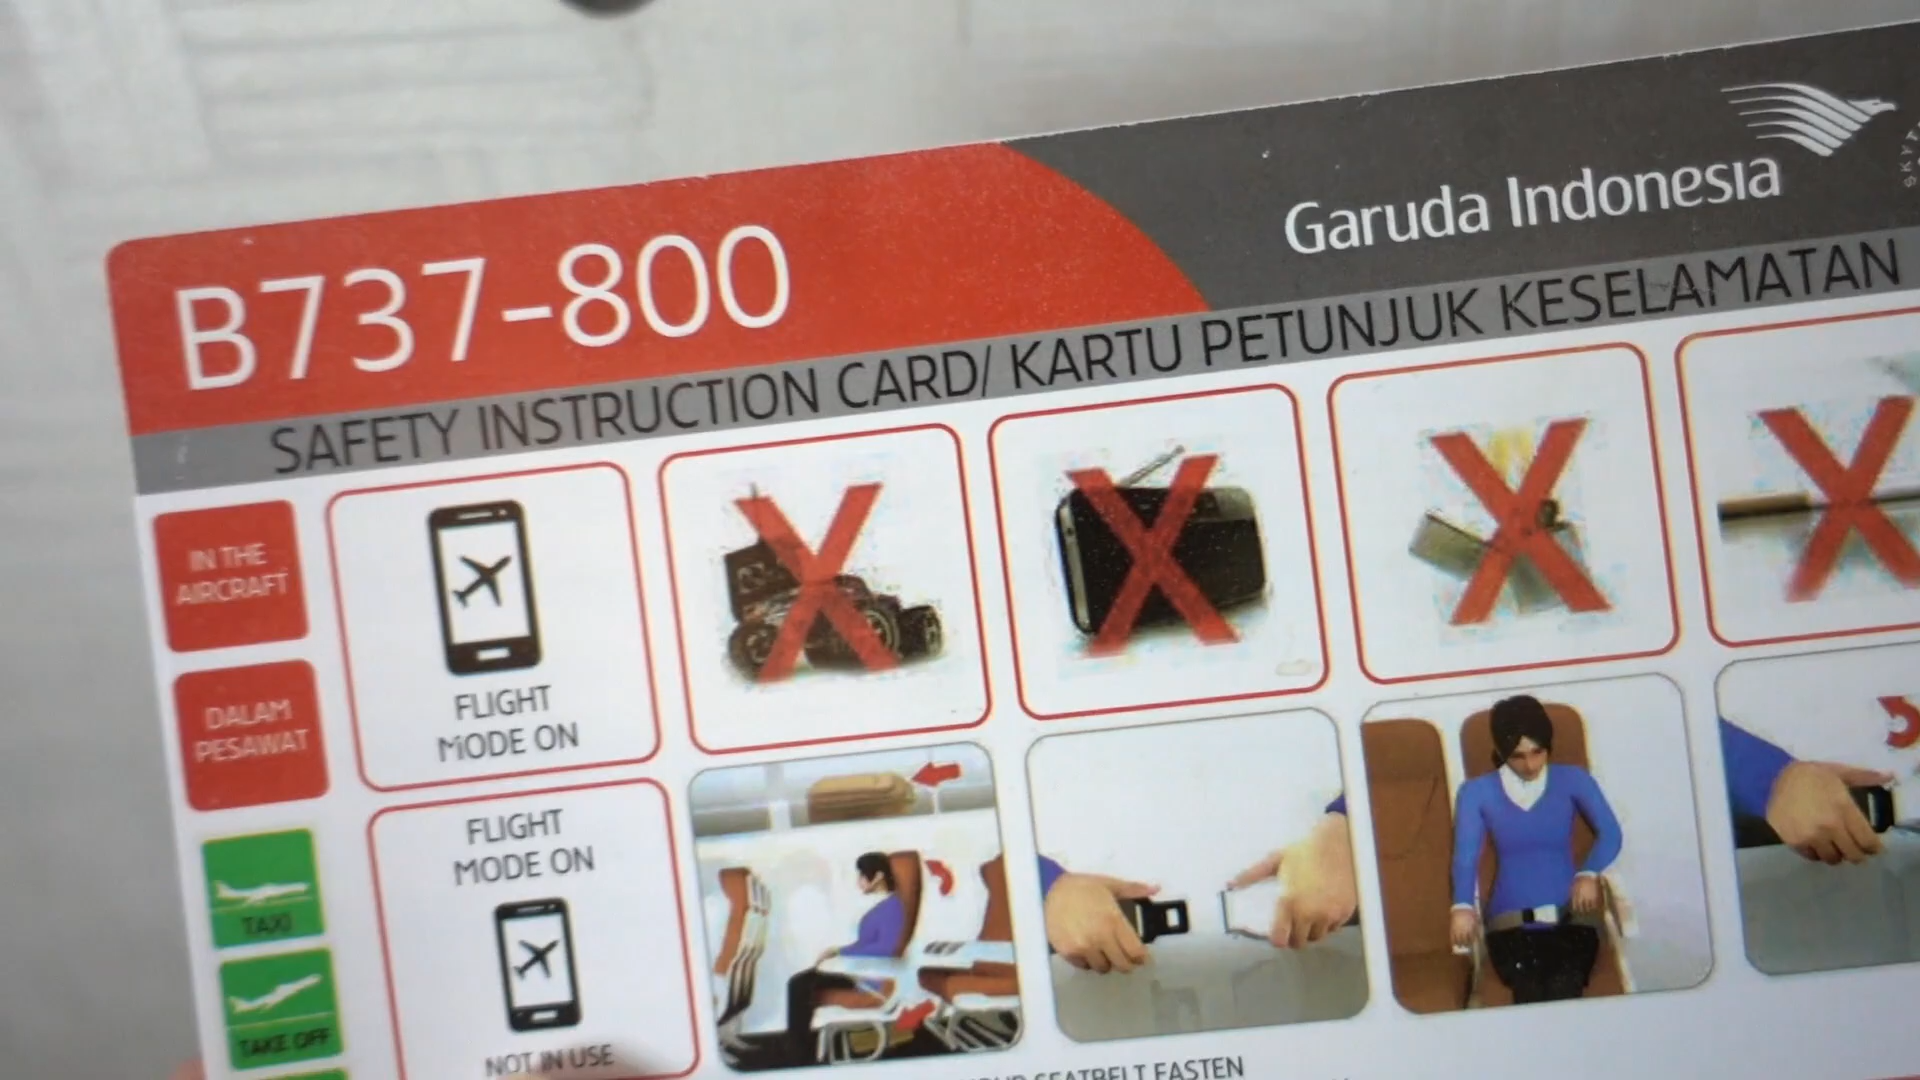 B737-800
Garuda Indonesia
SAFETY INSTRUCTION CARD/ KARTU PETUNJUK KESELAMATAN
IN THE
AIRCRAFT
DALAM
PESAWAT
FLIGHT
MODE ON
FLIGHT
MODE ON
NOT IN USE
TAXI
TAKE OFF
SEATBELT FASTEN